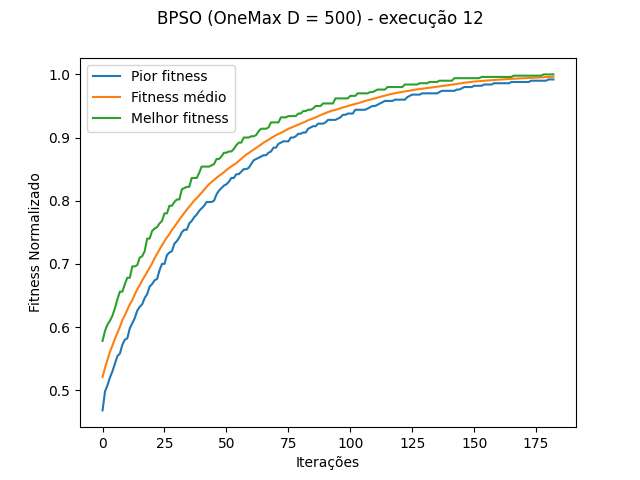 BPSO (OneMax D = 500) - execução 12
Pior fitness
Fitness médio
Melhor fitness
Fitness Normalizado
1.0
0.9
0.8
0.7
0.6
0.5
0 25 50 75 100 125 150 175
Iterações